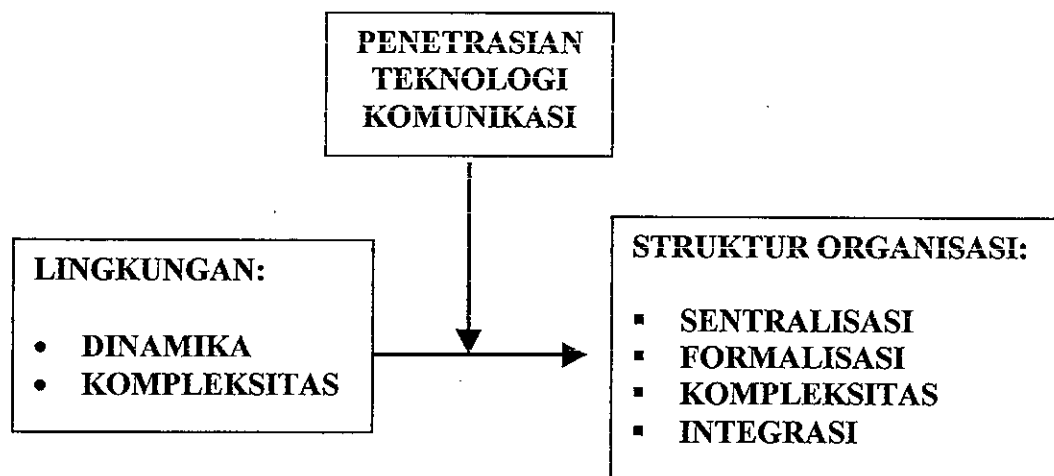 PENETRASIAN
TEKNOLOGI
KOMUNIKASI
LINGKUNGAN:
• DINAMIKA
• KOMPLEKSITAS
STRUKTUR ORGANISASI:
▪ SENTRALISASI
▪ FORMALISASI
▪ KOMPLEKSITAS
▪ INTEGRASI